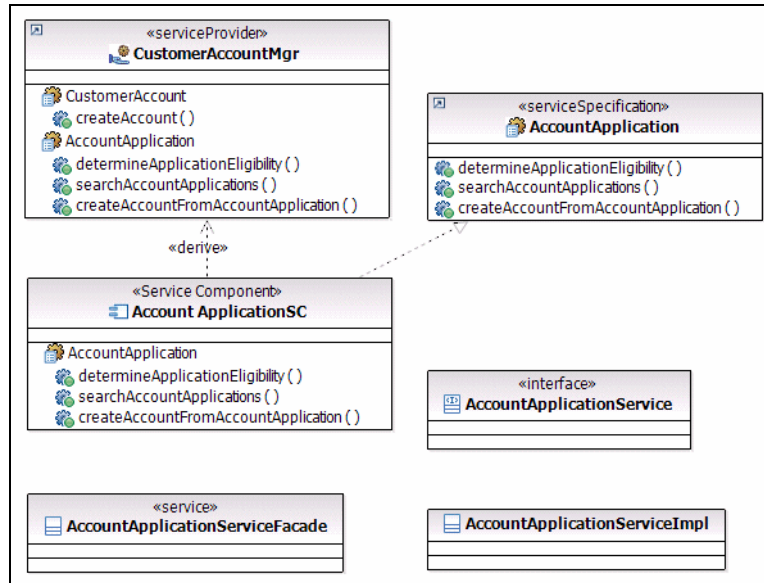 «serviceProvider»
CustomerAccountMgr
CustomerAccount
createAccount ( )
AccountApplication
determineApplicationEligibility ( )
searchAccountApplications ( )
createAccountFromAccountApplication ( )
«serviceSpecification»
AccountApplication
determineApplicationEligibility ( )
searchAccountApplications ( )
createAccountFromAccountApplication ( )
«derive»
«Service Component»
Account ApplicationSC
AccountApplication
determineApplicationEligibility ( )
searchAccountApplications ( )
createAccountFromAccountApplication ( )
«interface»
AccountApplicationService
«service»
AccountApplicationServiceFacade
AccountApplicationServiceImpl